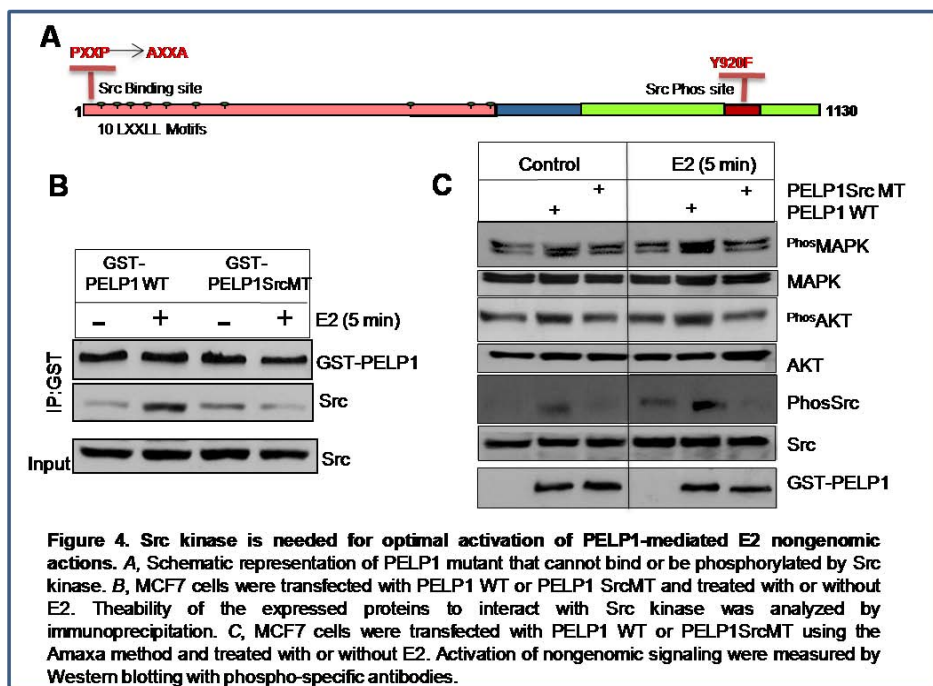 A
PXXP → AXXA
Y920F
Src Binding site
Src Phos site
1
1130
10 LXXLL Motifs
B
GST-
PELP1 WT
GST-
PELP1SrcMT
– + – + E2 (5 min)
IP:GST
GST-PELP1
Src
Input
Src
C
Control
E2 (5 min)
+ + PELP1Src MT
+ + PELP1 WT
PhosMAPK
MAPK
PhosAKT
AKT
PhosSrc
Src
GST-PELP1
Figure 4. Src kinase is needed for optimal activation of PELP1-mediated E2 nongenomic
actions. A, Schematic representation of PELP1 mutant that cannot bind or be phosphorylated by Src
kinase. B, MCF7 cells were transfected with PELP1 WT or PELP1 SrcMT and treated with or without
E2. Theability of the expressed proteins to interact with Src kinase was analyzed by
immunoprecipitation. C, MCF7 cells were transfected with PELP1 WT or PELP1SrcMT using the
Amaxa method and treated with or without E2. Activation of nongenomic signaling were measured by
Western blotting with phospho-specific antibodies.